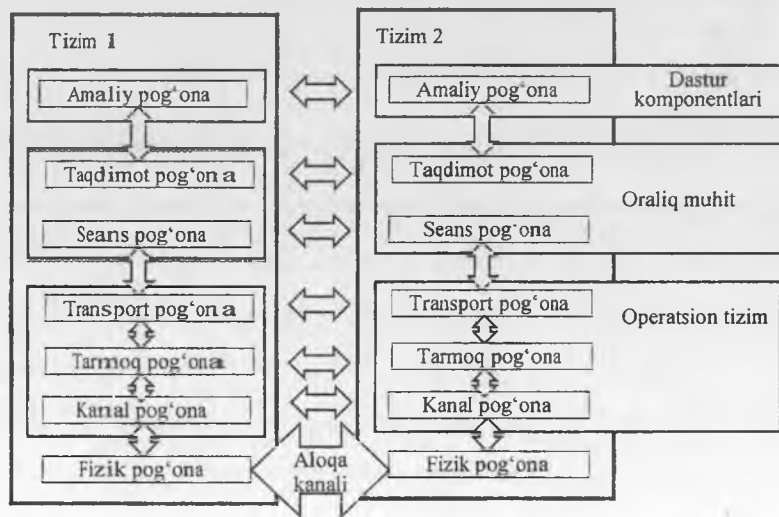 Tizim 1
Tizim 2
Amaliy pog‘ona
Amaliy pog‘ona
Dastur
komponentlari
Taqdimot pog‘ona
Taqdimot pog‘ona
Oraliq muhit
Seans pog‘ona
Seans pog‘ona
Transport pog‘ona
Transport pog‘ona
Operatsion tizim
Tarmoq pog‘ona
Tarmoq pog‘ona
Kanal pog‘ona
Kanal pog‘ona
Fizik pog‘ona
Aloqa
kanali
Fizik pog‘ona